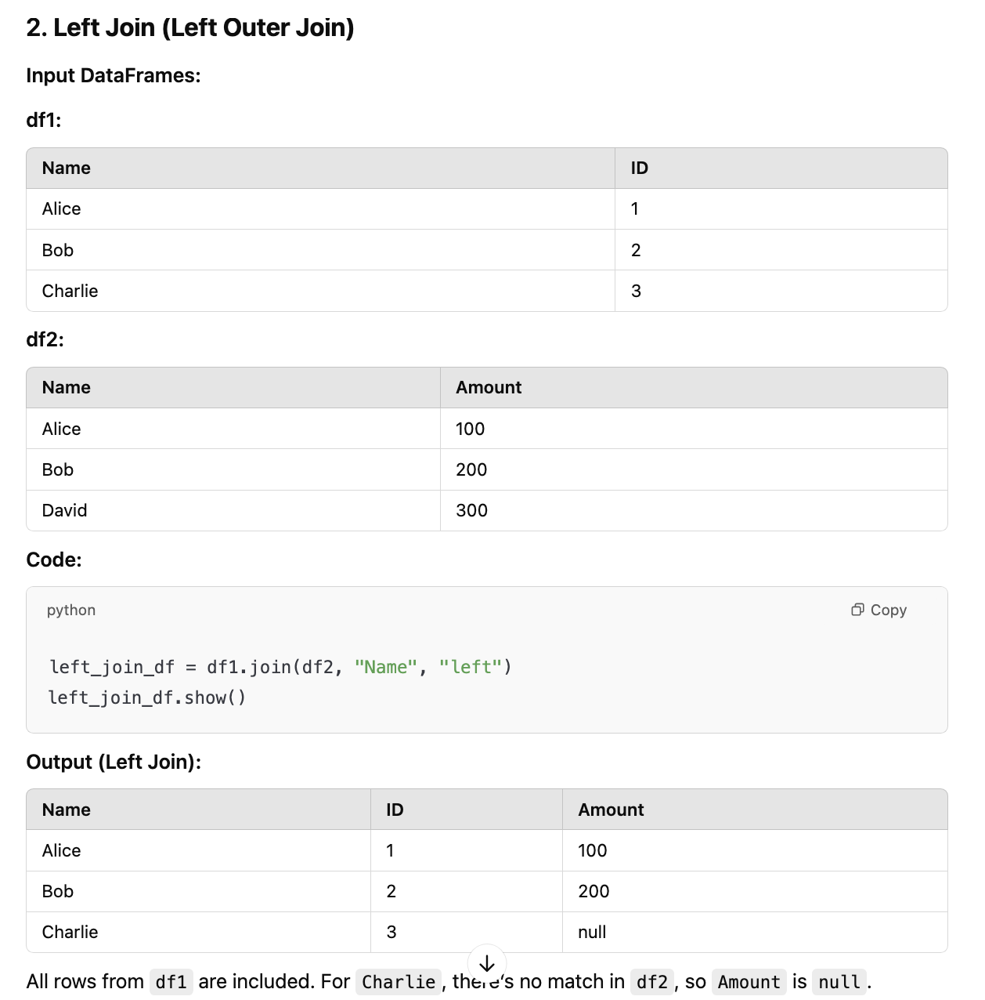 2. Left Join (Left Outer Join)
Input DataFrames:
df1:
Name ID
Alice 1
Bob 2
Charlie 3
df2:
Name Amount
Alice 100
Bob 200
David 300
Code:
python Copy
left_join_df = df1.join(df2, "Name", "left")
left_join_df.show()
Output (Left Join):
Name ID Amount
Alice 1 100
Bob 2 200
Charlie 3 null
All rows from df1 are included. For Charlie, there's no match in df2, so Amount is null.